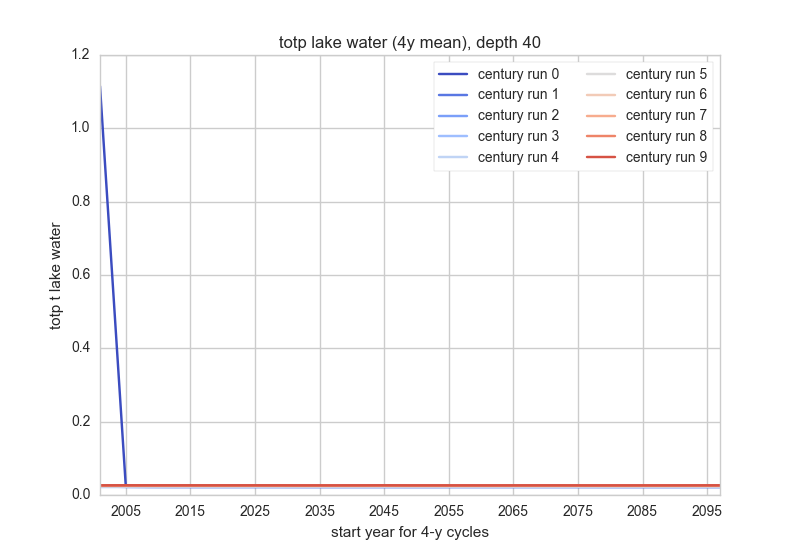 totp lake water (4y mean), depth 40
1.2
1.0
0.8
0.6
0.4
0.2
0.0
totp t lake water
century run 0
century run 1
century run 2
century run 3
century run 4
century run 5
century run 6
century run 7
century run 8
century run 9
2005 2015 2025 2035 2045 2055 2065 2075 2085 2095
start year for 4-y cycles